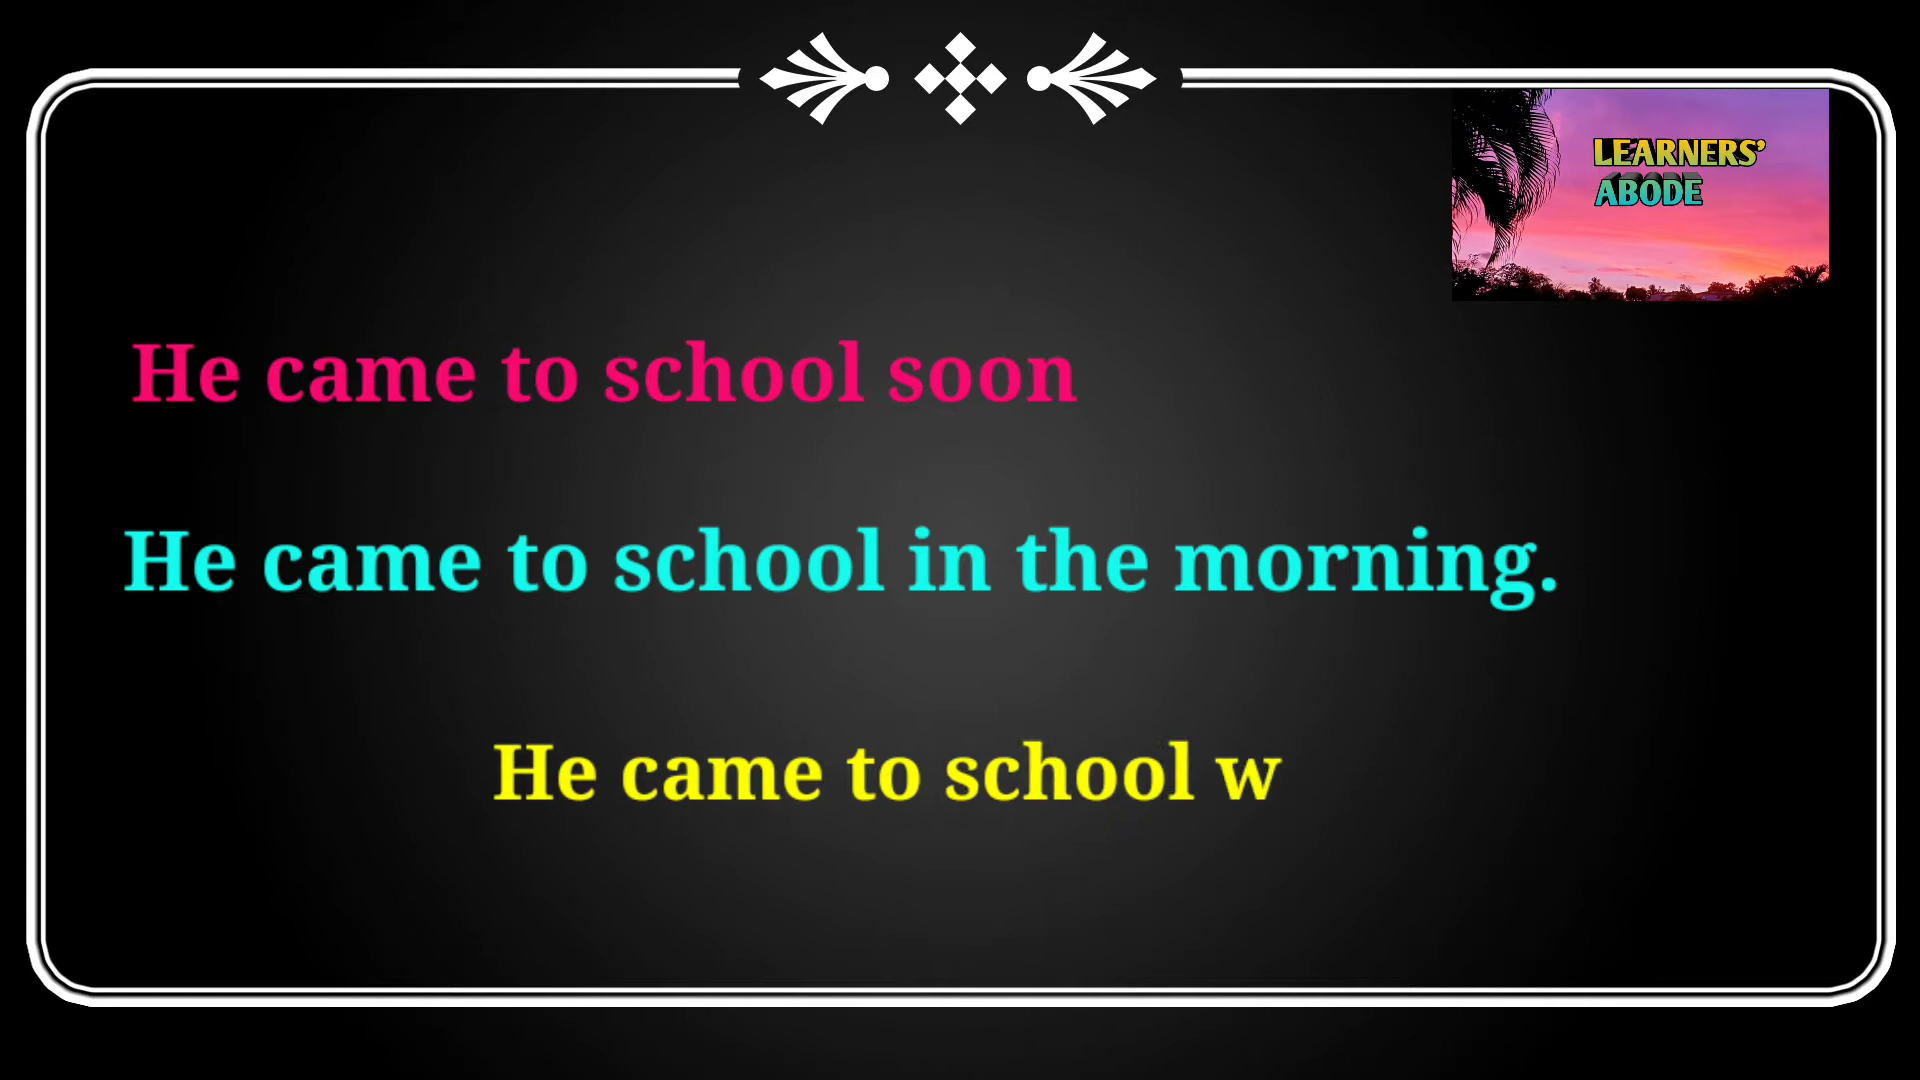 LEARNERS'
ABODE
He came to school soon
He came to school in the morning.
He came to school w